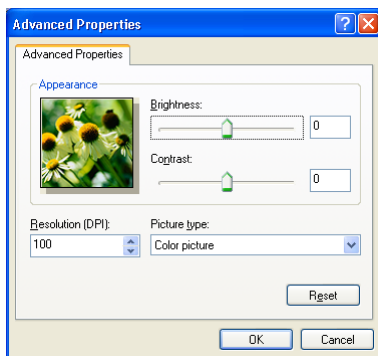 Advanced Properties
Advanced Properties
Appearance
Brightness:
0
Contrast:
0
Resolution (DPI):
Picture type:
100
Color picture
Reset
OK
Cancel